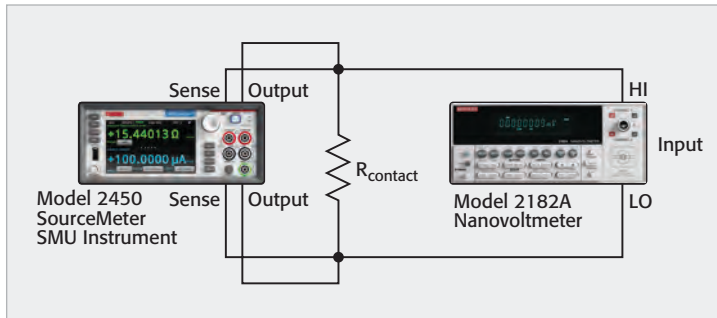 Sense
Output
HI
+15.44013 Ω
+100.0000 µA
R contact
Input
Sense
Output
LO
Model 2450
SourceMeter
SMU Instrument
Model 2182A
Nanovoltmeter